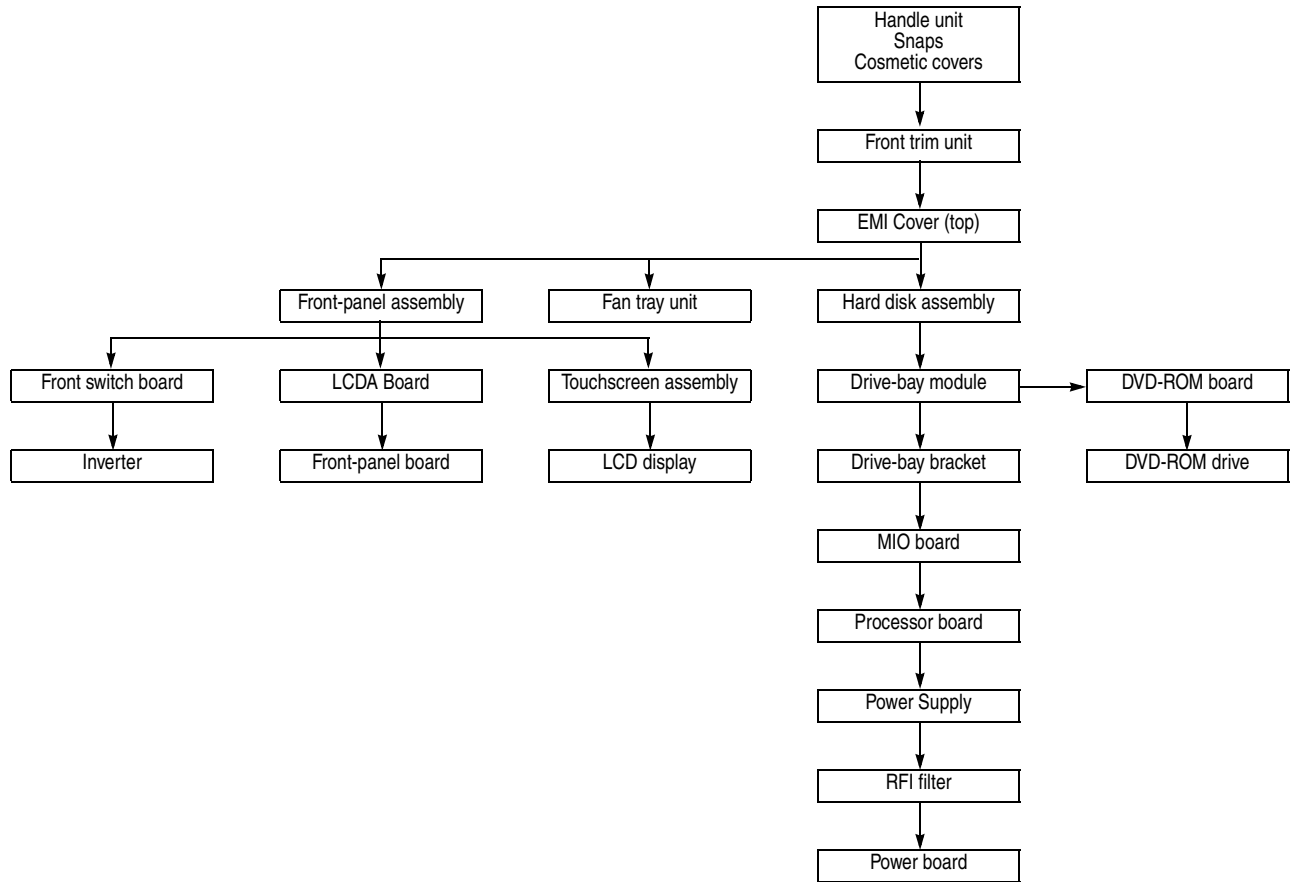 Handle unit
Snaps
Cosmetic covers
Front trim unit
EMI Cover (top)
Front-panel assembly
Fan tray unit
Hard disk assembly
Front switch board
LCDA Board
Touchscreen assembly
Drive-bay module
DVD-ROM board
Inverter
Front-panel board
LCD display
Drive-bay bracket
DVD-ROM drive
MIO board
Processor board
Power Supply
RFI filter
Power board